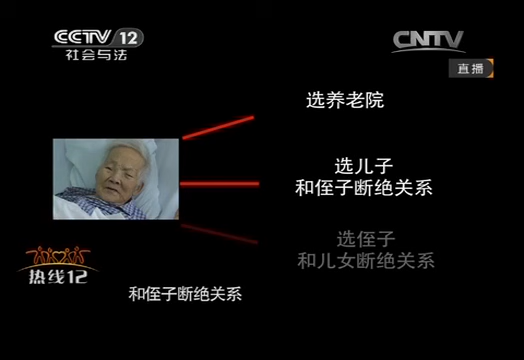 CCTV 12
社会与法
CNTV
直播
选养老院
选儿子
和侄子断绝关系
选侄子
和儿女断绝关系
热线12
和侄子断绝关系